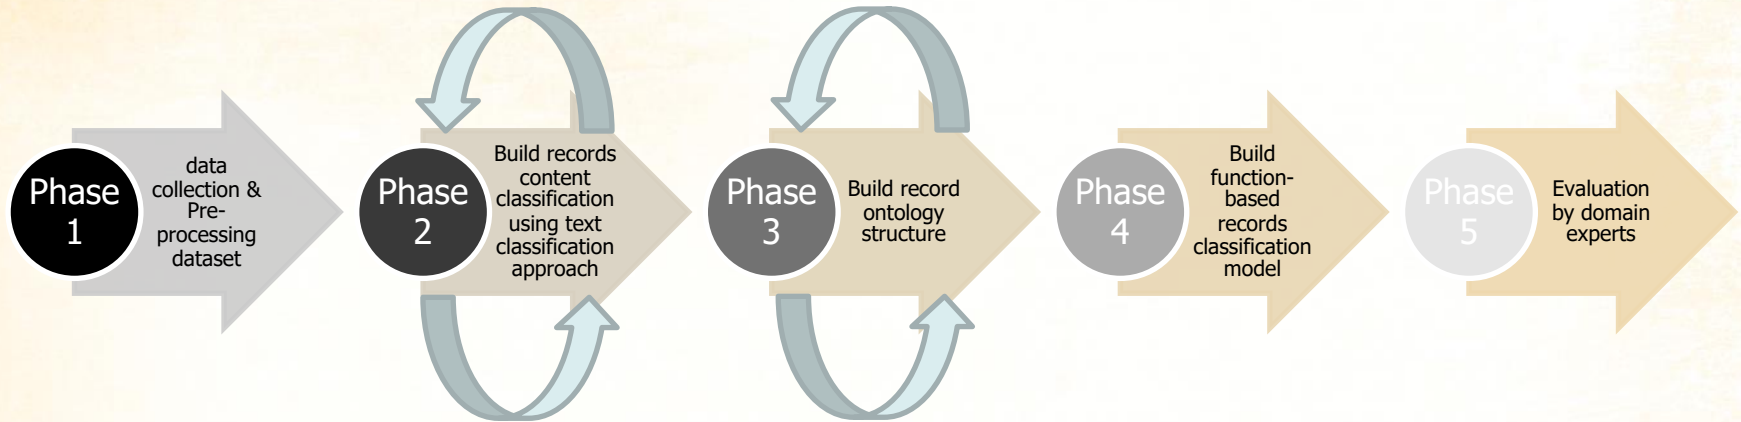 Phase
1
data
collection &
Pre-
processing
dataset
Phase
2
Build records
content
classification
using text
classification
approach
Phase
3
Build record
ontology
structure
Phase
4
Build
function-
based
records
classification
model
Phase
5
Evaluation
by domain
experts